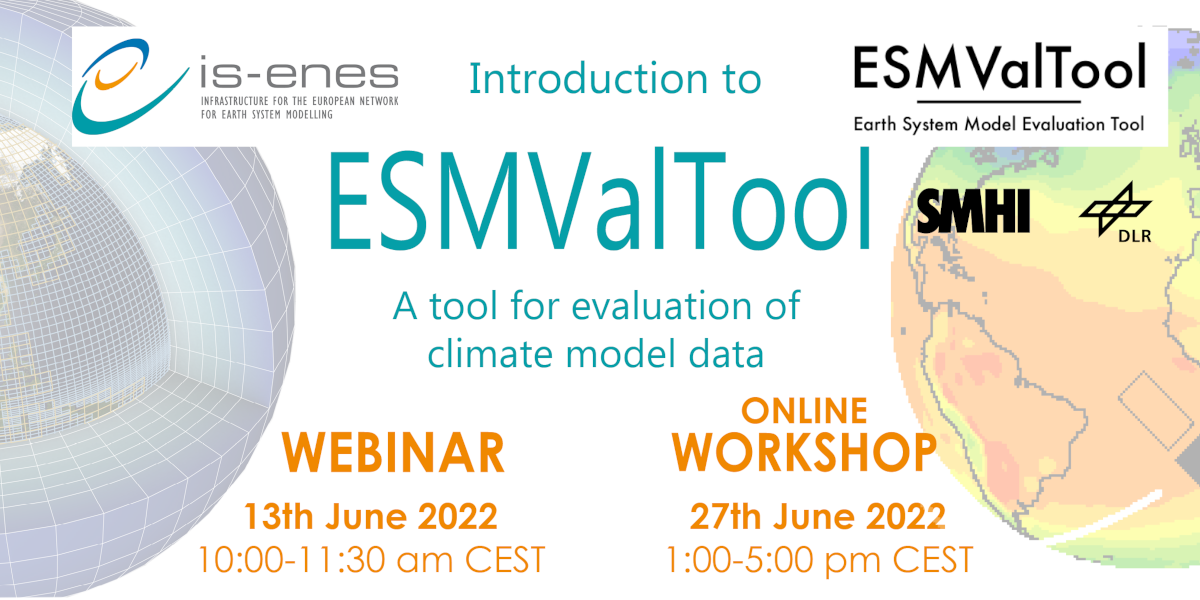 is-enes
INFRASTRUCTURE FOR THE EUROPEAN NETWORK
FOR EARTH SYSTEM MODELLING
Introduction to
ESMValTool
Earth System Model Evaluation Tool
ESMValTool
SMHI
DLR
A tool for evaluation of
climate model data
WEBINAR
13th June 2022
10:00-11:30 am CEST
ONLINE
WORKSHOP
27th June 2022
1:00-5:00 pm CEST